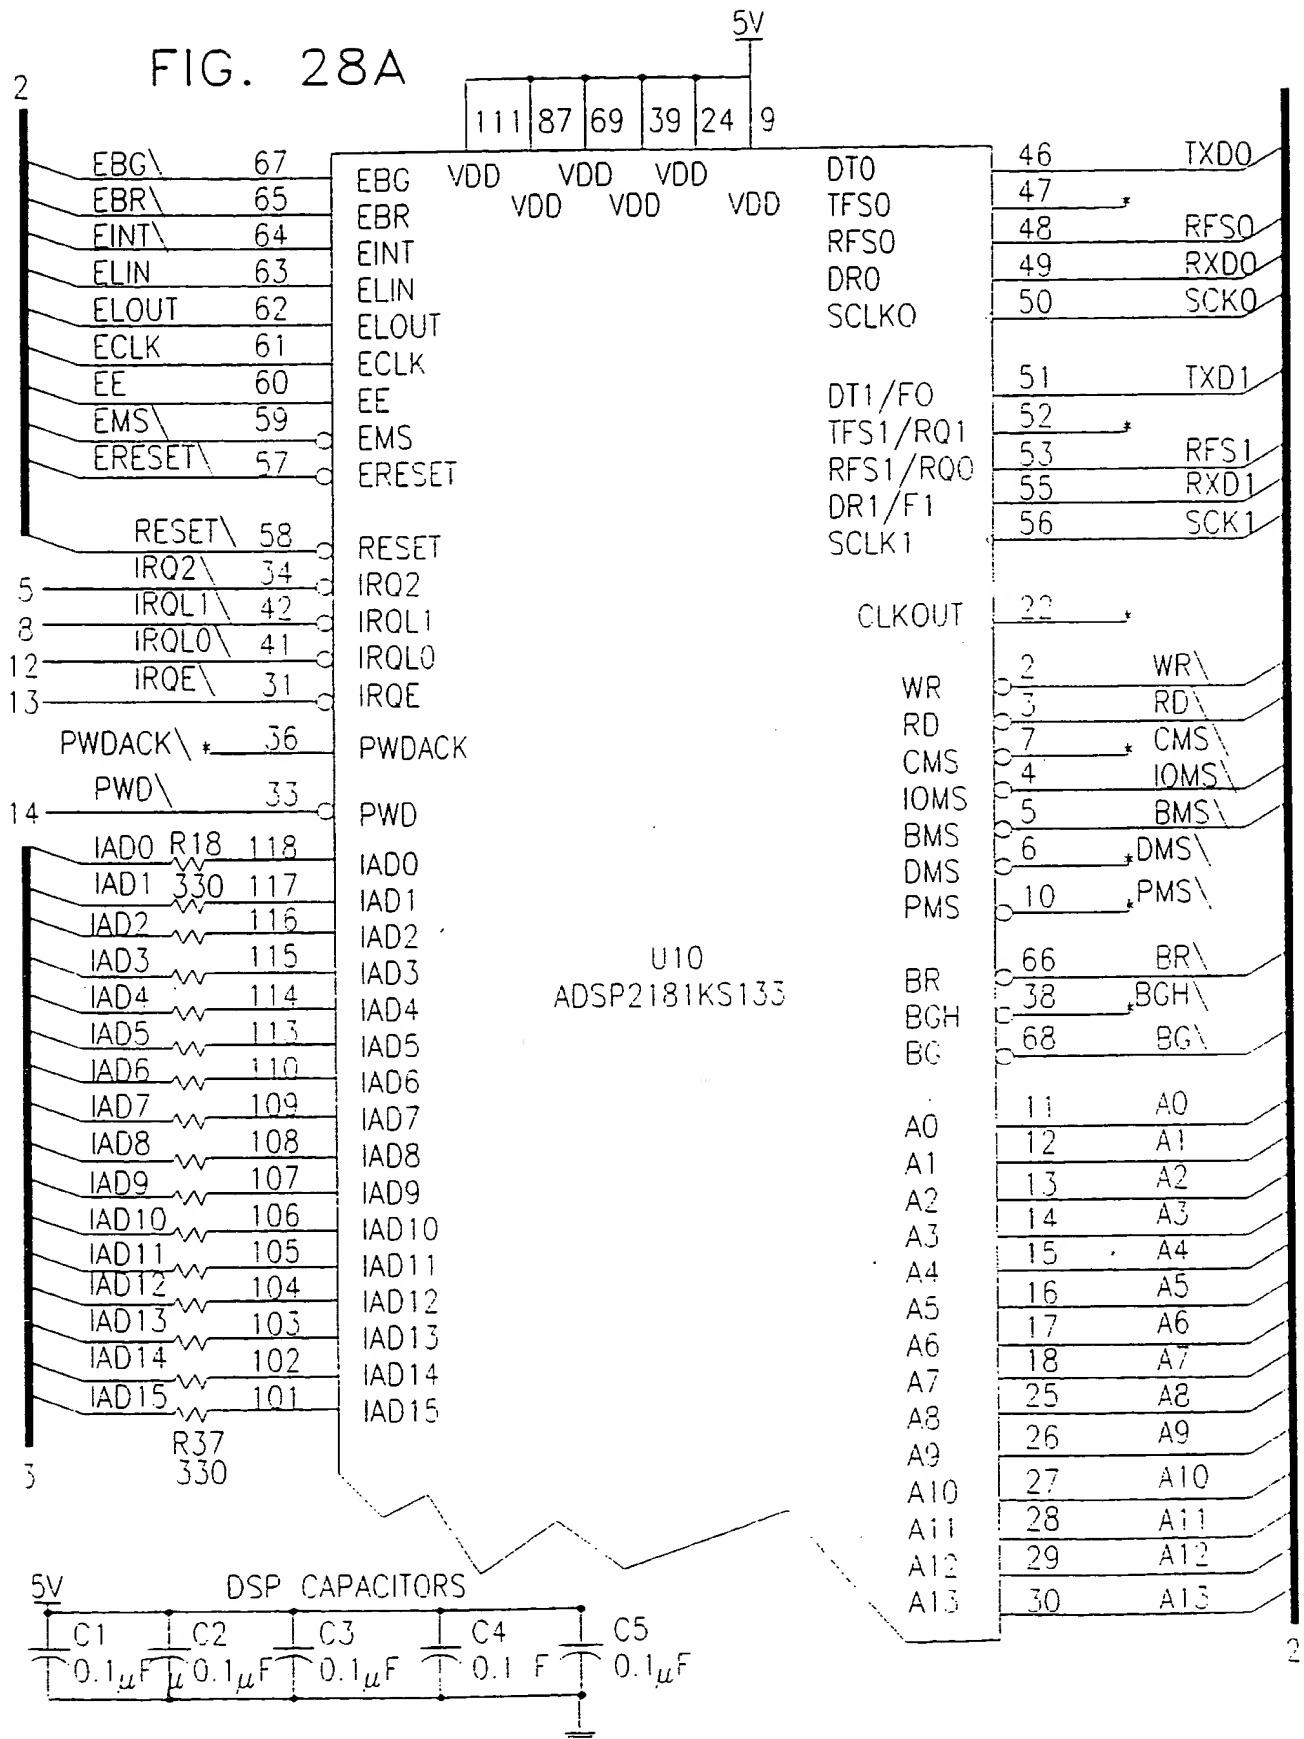 FIG. 28A
5V
2
111 87 69 39 24 9
VDD VDD VDD
VDD VDD VDD
EBG\ 67 EBG
EBR\ 65 EBR
EINT\ 64 EINT
ELIN 63 ELIN
ELOUT 62 ELOUT
ECLK 61 ECLK
EE 60 EE
EMS\ 59 EMS
ERESET\ 57 ERESET
RESET\ 58 RESET
5 IRQ2\ 34 IRQ2
8 IRQL1\ 42 IRQL1
12 IRQL0\ 41 IRQL0
13 IRQE\ 31 IRQE
PWDACK\ * 36 PWDACK
14 PWD\ 33 PWD
IAD0 R18 118 IAD0
IAD1 330 117 IAD1
IAD2 116 IAD2
IAD3 115 IAD3
IAD4 114 IAD4
IAD5 113 IAD5
IAD6 110 IAD6
IAD7 109 IAD7
IAD8 108 IAD8
IAD9 107 IAD9
IAD10 106 IAD10
IAD11 105 IAD11
IAD12 104 IAD12
IAD13 103 IAD13
IAD14 102 IAD14
IAD15 101 IAD15
R37
330
3
U10
ADSP2181KS133
DT0 46 TXD0
TFS0 47 *
RFS0 48 RFS0
DR0 49 RXD0
SCLK0 50 SCK0
DT1/FO 51 TXD1
TFS1/RQ1 52 *
RFS1/RQ0 53 RFS1
DR1/F1 55 RXD1
SCLK1 56 SCK1
CLKOUT 22 *
WR 2 WR\
RD 3 RD\
CMS 7 * CMS\
IOMS 4 IOMS\
BMS 5 BMS\
DMS 6 * DMS\
PMS 10 * PMS\
BR 66 BR\
BGH 38 * BGH\
BG 68 BG\
A0 11 A0
A1 12 A1
A2 13 A2
A3 14 A3
A4 15 A4
A5 16 A5
A6 17 A6
A7 18 A7
A8 25 A8
A9 26 A9
A10 27 A10
A11 28 A11
A12 29 A12
A13 30 A13
2
5V DSP CAPACITORS
C1 C2 C3 C4 C5
0.1μF μ 0.1μF 0.1μF 0.1 F 0.1μF